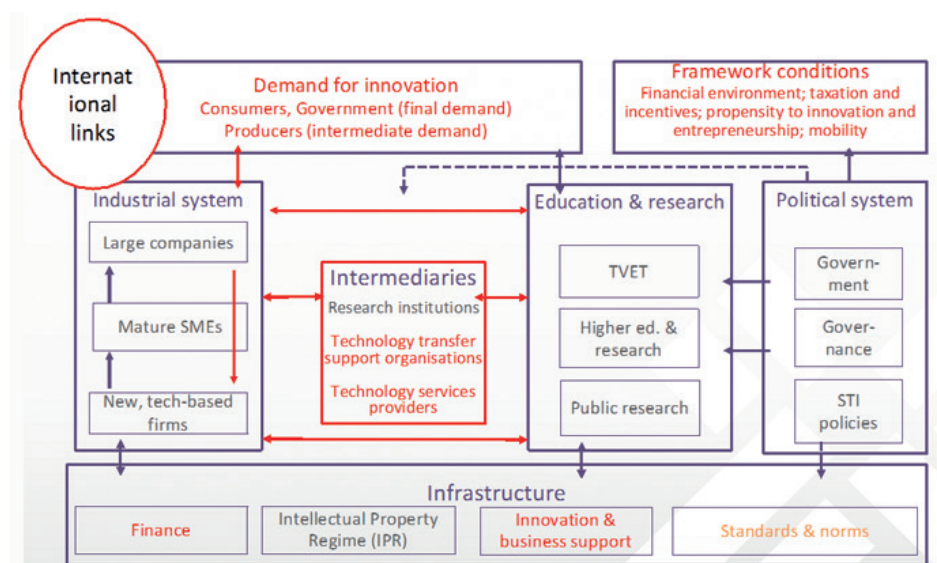 Internat
ional
links
Demand for innovation
Consumers, Government (final demand)
Producers (intermediate demand)
Framework conditions
Financial environment; taxation and
incentives; propensity to innovation and
entrepreneurship; mobility
Industrial system
Large companies
Mature SMEs
New, tech-based
firms
Intermediaries
Research institutions
Technology transfer
support organisations
Technology services
providers
Education & research
TVET
Higher ed. &
research
Public research
Political system
Govern-
ment
Gover-
nance
STI
policies
Infrastructure
Finance
Intellectual Property
Regime (IPR)
Innovation &
business support
Standards & norms